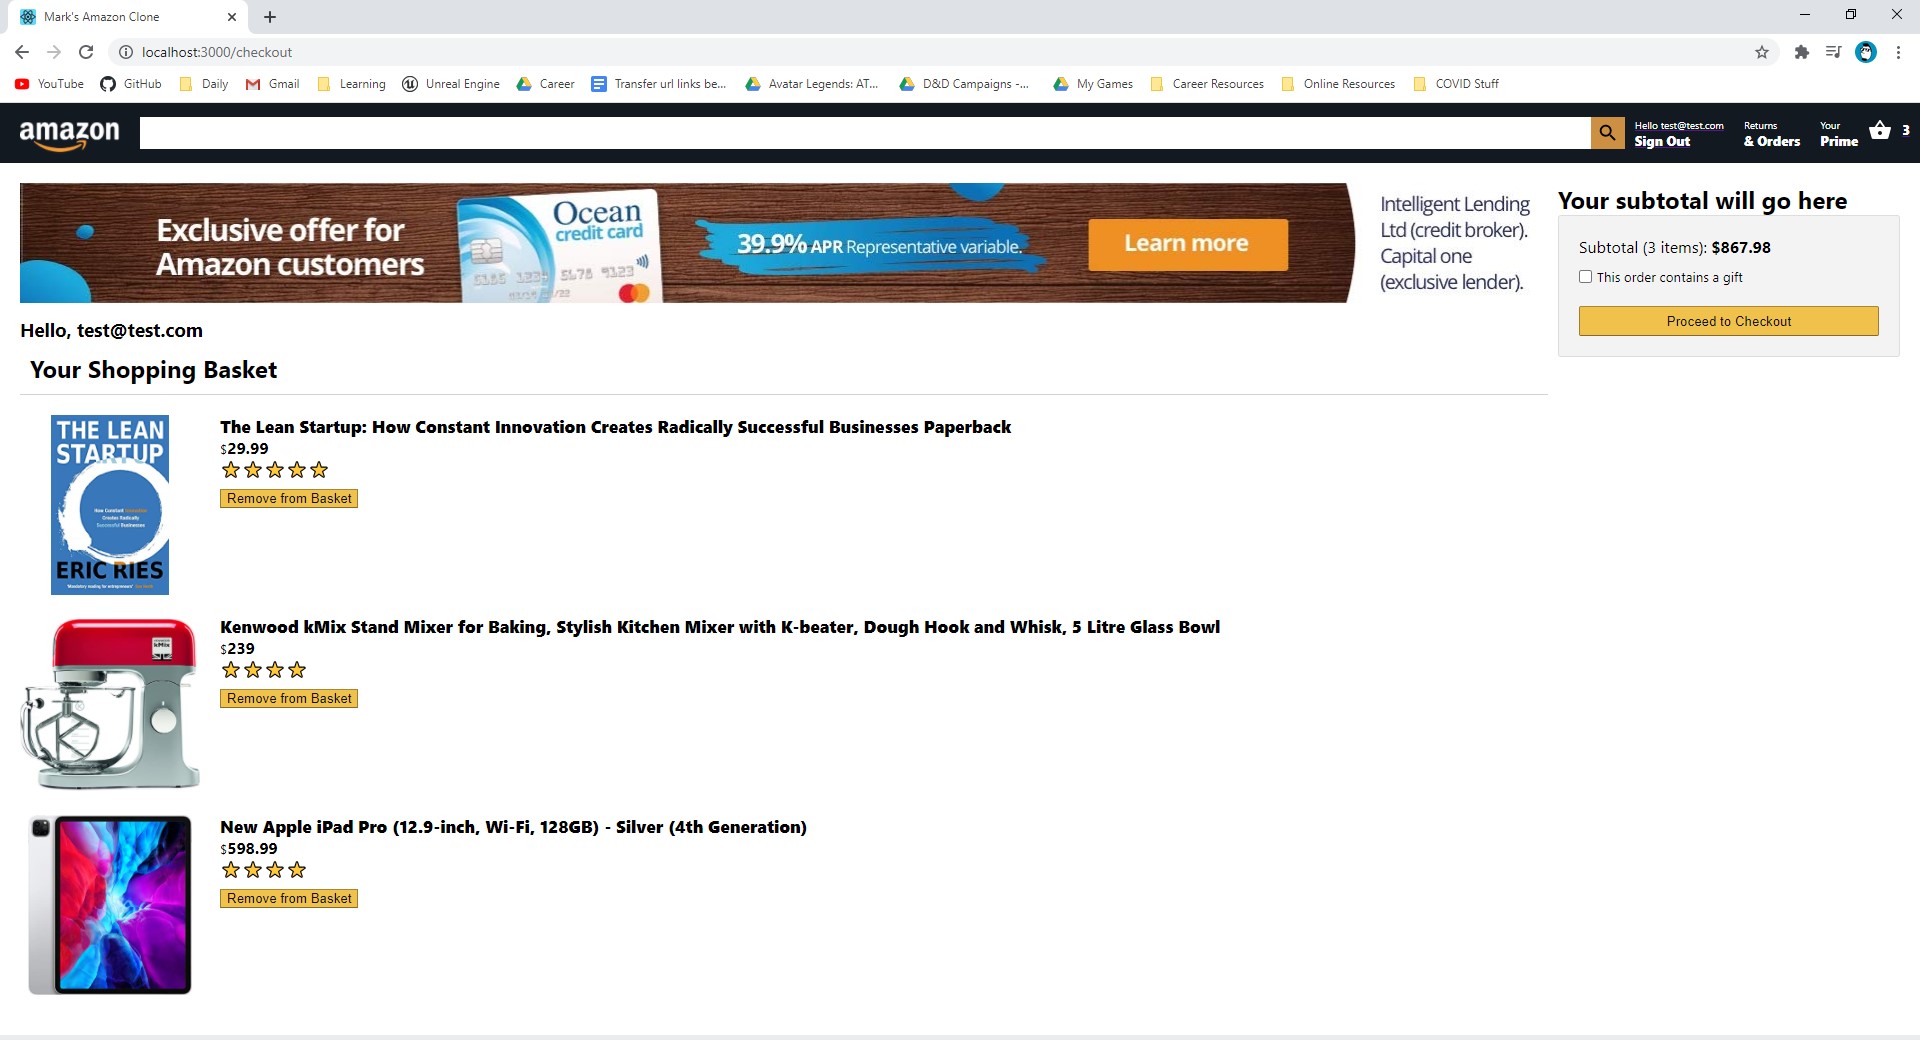 Mark's Amazon Clone
localhost:3000/checkout
YouTube GitHub Daily Gmail Learning Unreal Engine Career Transfer url links be... Avatar Legends: AT... D&D Campaigns -... My Games Career Resources Online Resources COVID Stuff
amazon
Hello test@test.com
Sign Out
Returns
& Orders
Your
Prime
3
Exclusive offer for
Amazon customers
Ocean
credit card
39.9% APR Representative variable.
Learn more
Intelligent Lending
Ltd (credit broker).
Capital one
(exclusive lender).
Your subtotal will go here
Subtotal (3 items): $867.98
This order contains a gift
Proceed to Checkout
Hello, test@test.com
Your Shopping Basket
THE LEAN
STARTUP
How Constant Innovation
Creates Radically
Successful Businesses
ERIC RIES
The Lean Startup: How Constant Innovation Creates Radically Successful Businesses Paperback
$29.99
Remove from Basket
kMix
Kenwood kMix Stand Mixer for Baking, Stylish Kitchen Mixer with K-beater, Dough Hook and Whisk, 5 Litre Glass Bowl
$239
Remove from Basket
New Apple iPad Pro (12.9-inch, Wi-Fi, 128GB) - Silver (4th Generation)
$598.99
Remove from Basket